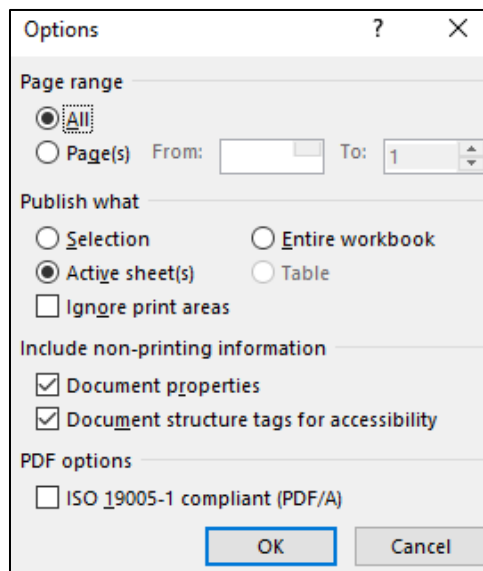 Options ?
Page range
All
Page(s) From: To: 1
Publish what
Selection Entire workbook
Active sheet(s) Table
Ignore print areas
Include non-printing information
Document properties
Document structure tags for accessibility
PDF options
ISO 19005-1 compliant (PDF/A)
OK Cancel